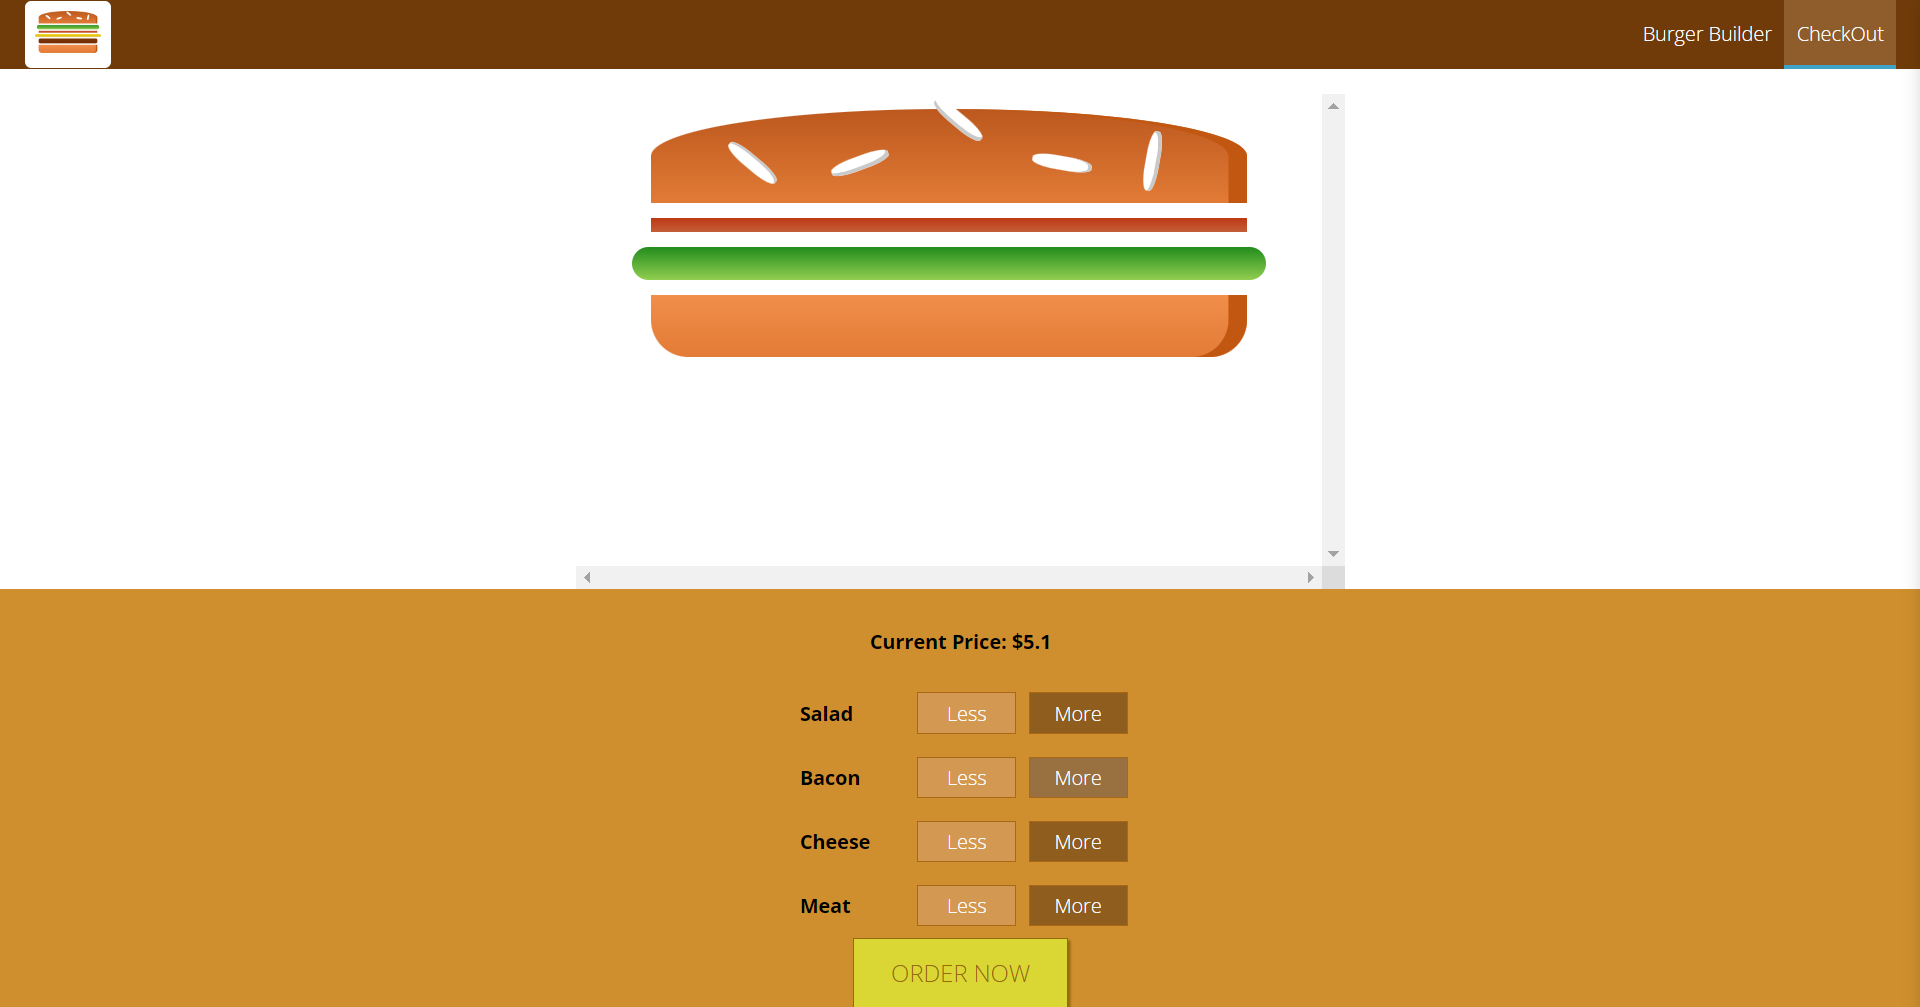 Burger Builder CheckOut
Current Price: $5.1
Salad Less More
Bacon Less More
Cheese Less More
Meat Less More
ORDER NOW